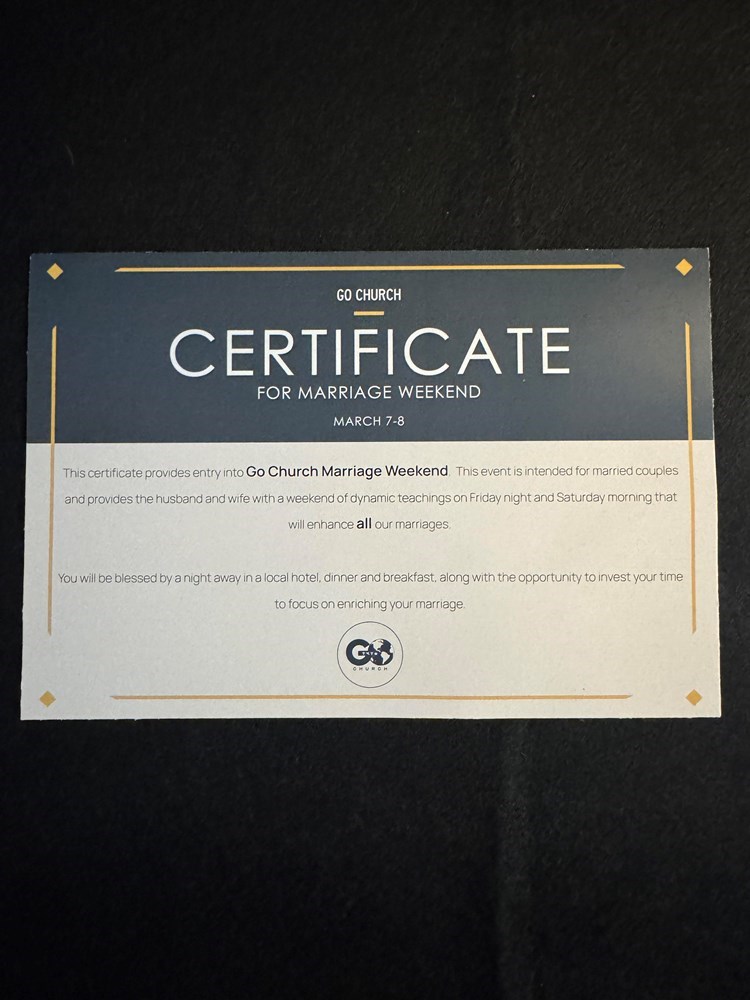 GO CHURCH
CERTIFICATE
FOR MARRIAGE WEEKEND
MARCH 7-8
This certificate provides entry into Go Church Marriage Weekend. This event is intended for married couples
and provides the husband and wife with a weekend of dynamic teachings on Friday night and Saturday morning that
will enhance all our marriages.
You will be blessed by a night away in a local hotel, dinner and breakfast, along with the opportunity to invest your time
to focus on enriching your marriage.
GO
CHURCH